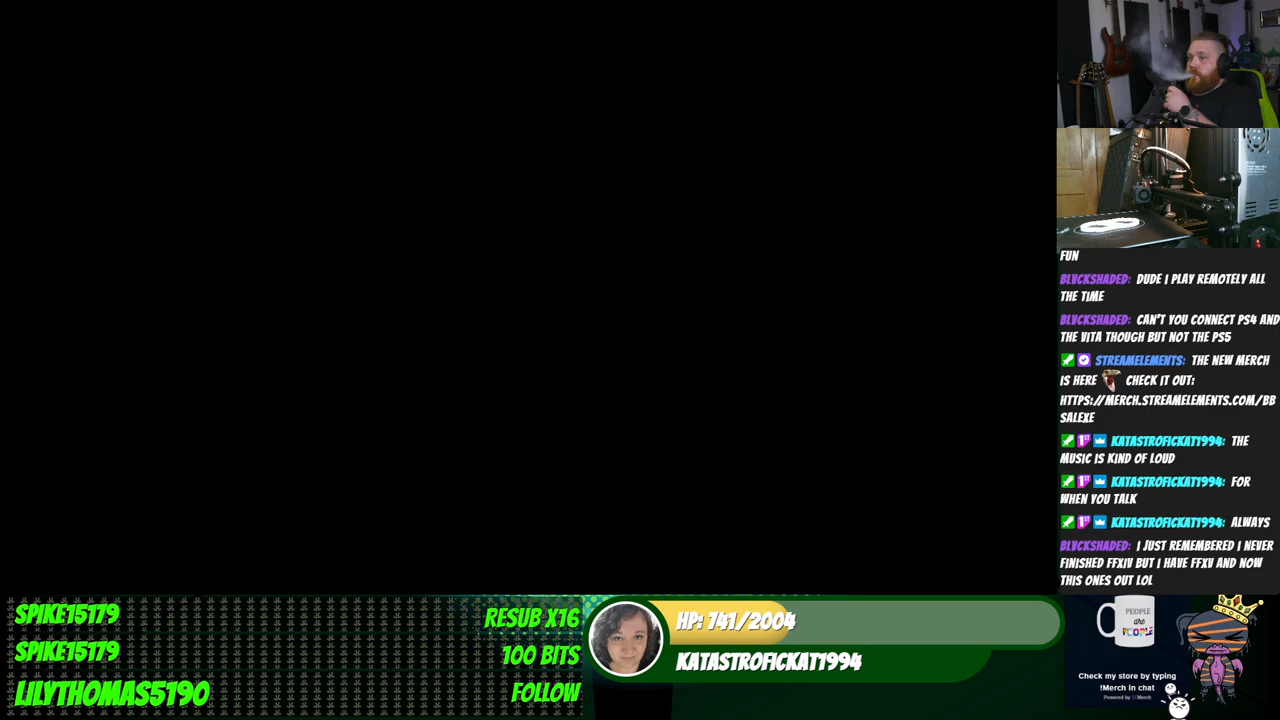 FUN
BLVCKSHADED: DUDE I PLAY REMOTELY ALL
THE TIME
BLVCKSHADED: CAN'T YOU CONNECT PS4 AND
THE VITA THOUGH BUT NOT THE PS5
STREAMELEMENTS: THE NEW MERCH
IS HERE CHECK IT OUT:
HTTPS://MERCH.STREAMELEMENTS.COM/BB
SALEXE
KATASTROFICKAT1994: THE
MUSIC IS KIND OF LOUD
KATASTROFICKAT1994: FOR
WHEN YOU TALK
KATASTROFICKAT1994: ALWAYS
BLVCKSHADED: I JUST REMEMBERED I NEVER
FINISHED FFXIV BUT I HAVE FFXV AND NOW
THIS ONES OUT LOL
SPIKE15179 RESUB X16
SPIKE15179 100 BITS
LILYTHOMAS5190 FOLLOW
HP: 741/2004
KATASTROFICKAT1994
PEOPLE
are
PEOPLE
Check my store by typing
!Merch in chat
Powered by SEMerch